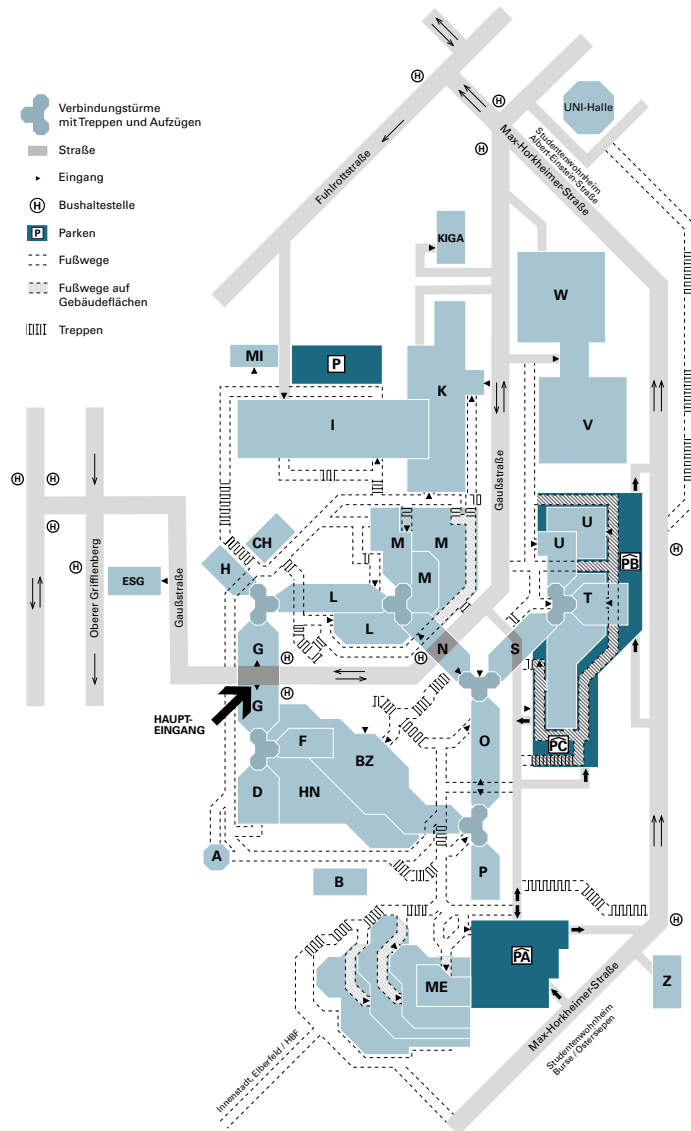 Verbindungstürme
mit Treppen und Aufzügen
Straße
Eingang
H
Bushaltestelle
P
Parken
Fußwege
Fußwege auf
Gebäudeflächen
Treppen
H
H
H
UNI-Halle
Fuhlrottstraße
Max-Horkheimer-Straße
Studentenwohnheim
Albert-Einstein-Straße
KIGA
W
MI
P
K
I
V
Gaußstraße
H
H
H
H
Oberer Grifflenberg
ESG
Gaußstraße
CH
H
M
M
M
U
U
PB
H
L
L
T
G
N
S
H
H
H
G
HAUPT-
EINGANG
F
BZ
O
PC
D
HN
A
B
P
H
PA
ME
Z
Max-Horkheimer-Straße
Studentenwohnheim
Burse / Ostersiepen
Innenstadt, Elberfeld / HBF